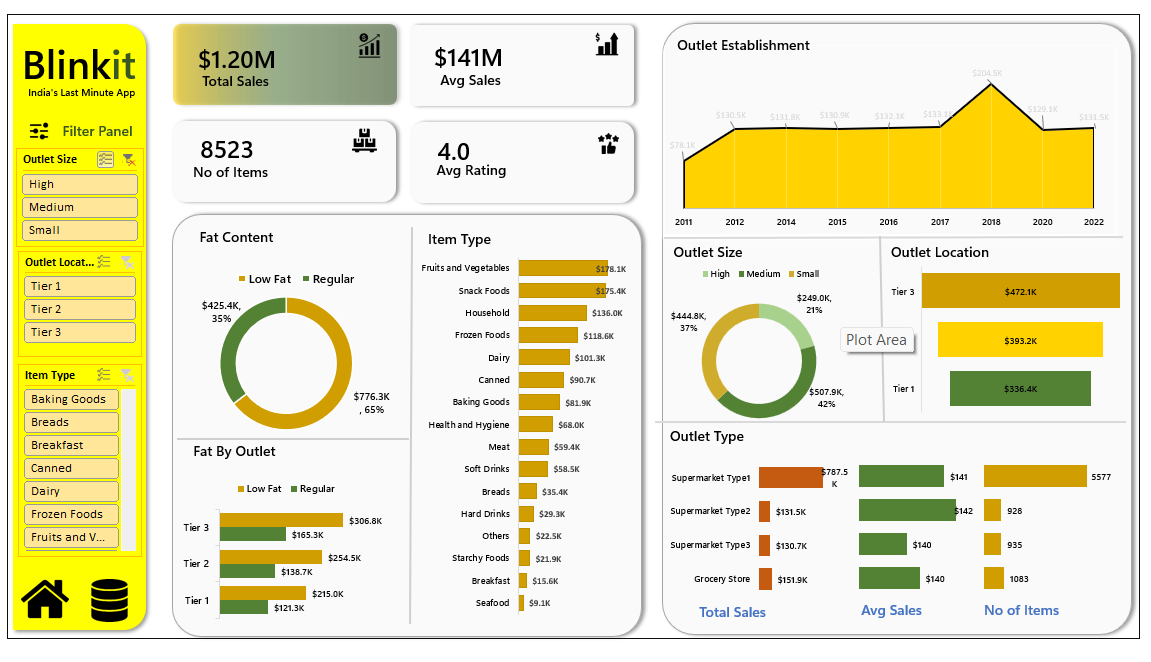 Blinkit
India's Last Minute App
Filter Panel
Outlet Size
High
Medium
Small
Outlet Locat...
Tier 1
Tier 2
Tier 3
Item Type
Baking Goods
Breads
Breakfast
Canned
Dairy
Frozen Foods
Fruits and V...
$1.20M
Total Sales
$141M
Avg Sales
8523
No of Items
4.0
Avg Rating
Fat Content
Low Fat Regular
$425.4K,
35%
$776.3K
, 65%
Fat By Outlet
Low Fat Regular
Tier 3 $306.8K
$165.3K
Tier 2 $254.5K
$138.7K
Tier 1 $215.0K
$121.3K
Item Type
Fruits and Vegetables $178.1K
Snack Foods $175.4K
Household $136.0K
Frozen Foods $118.6K
Dairy $101.3K
Canned $90.7K
Baking Goods $81.9K
Health and Hygiene $68.0K
Meat $59.4K
Soft Drinks $58.5K
Breads $35.4K
Hard Drinks $29.3K
Others $22.5K
Starchy Foods $21.9K
Breakfast $15.6K
Seafood $9.1K
Outlet Establishment
$78.1K $130.5K $131.8K $130.9K $132.1K $133.1K $204.5K $129.1K $131.5K
2011 2012 2014 2015 2016 2017 2018 2020 2022
Outlet Size
High Medium Small
$249.0K,
21%
$444.8K,
37%
$507.9K,
42%
Plot Area
Outlet Location
Tier 3 $472.1K
$393.2K
Tier 1 $336.4K
Outlet Type
Supermarket Type1 $787.5
K $141 5577
Supermarket Type2 $131.5K $142 928
Supermarket Type3 $130.7K $140 935
Grocery Store $151.9K $140 1083
Total Sales Avg Sales No of Items